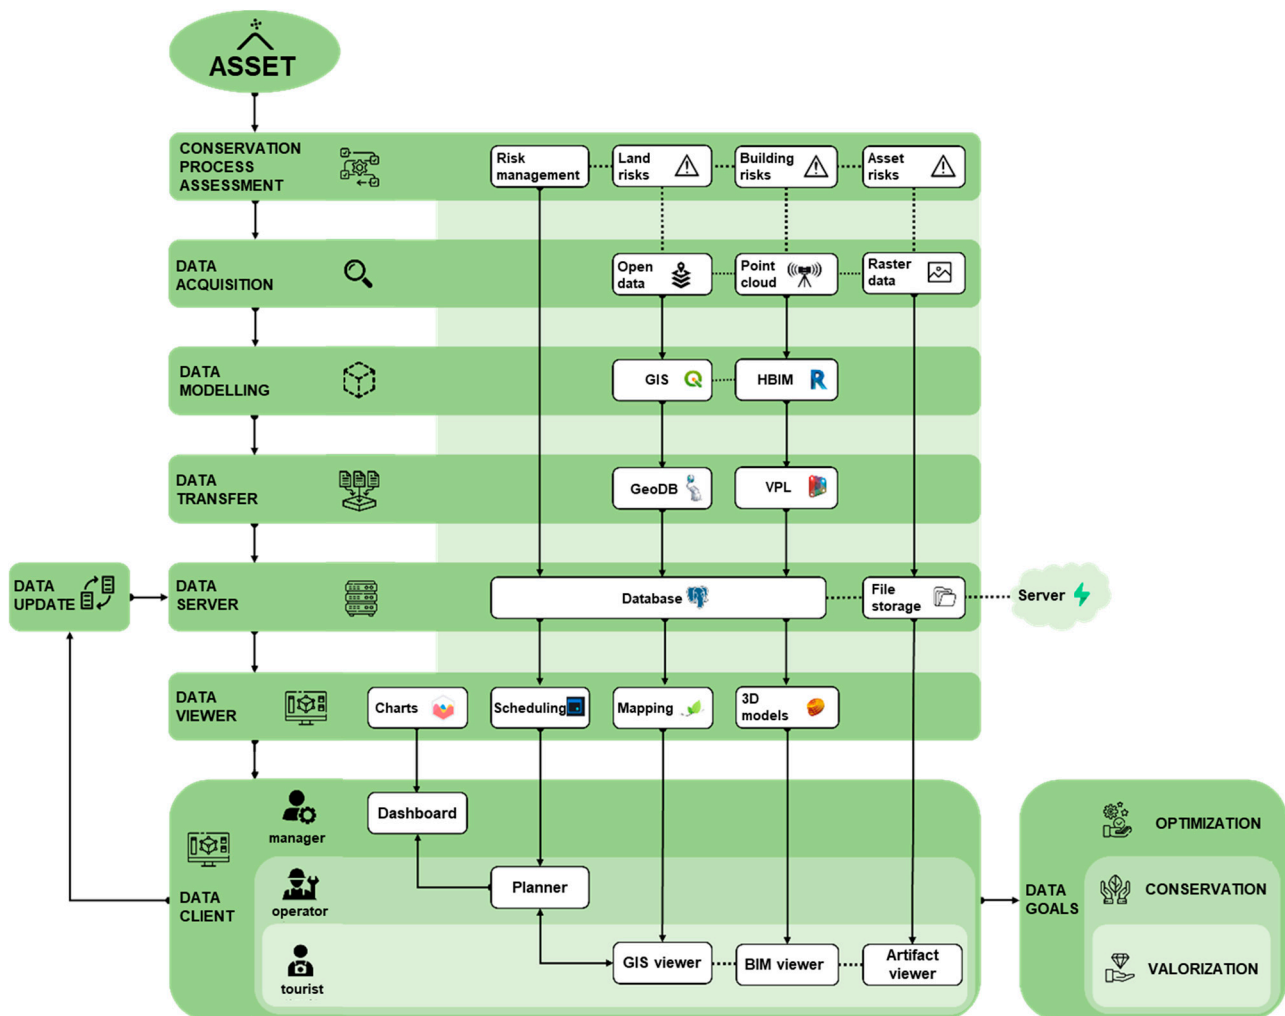 ASSET
CONSERVATION
PROCESS
ASSESSMENT
Risk
management
Land
risks
Building
risks
Asset
risks
DATA
ACQUISITION
Open
data
Point
cloud
Raster
data
DATA
MODELLING
GIS
HBIM
DATA
TRANSFER
GeoDB
VPL
DATA
UPDATE
DATA
SERVER
Database
File
storage
Server
DATA
VIEWER
Charts
Scheduling
Mapping
3D
models
DATA
CLIENT
manager
Dashboard
operator
Planner
tourist
GIS viewer
BIM viewer
Artifact
viewer
DATA
GOALS
OPTIMIZATION
CONSERVATION
VALORIZATION